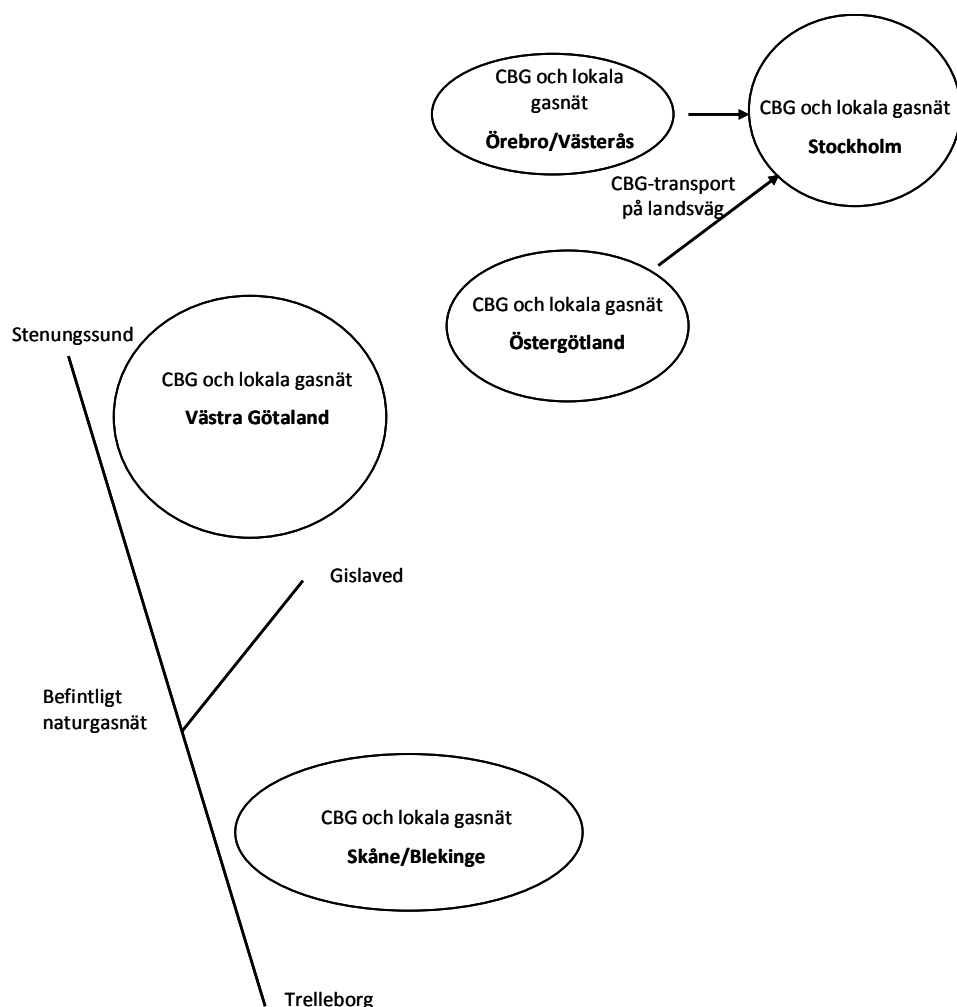 CBG och lokala
gasnät
Örebro/Västerås
CBG och lokala gasnät
Stockholm
CBG-transport
på landsväg
CBG och lokala gasnät
Östergötland
Stenungssund
CBG och lokala gasnät
Västra Götaland
Gislaved
Befintligt
naturgasnät
CBG och lokala gasnät
Skåne/Blekinge
Trelleborg